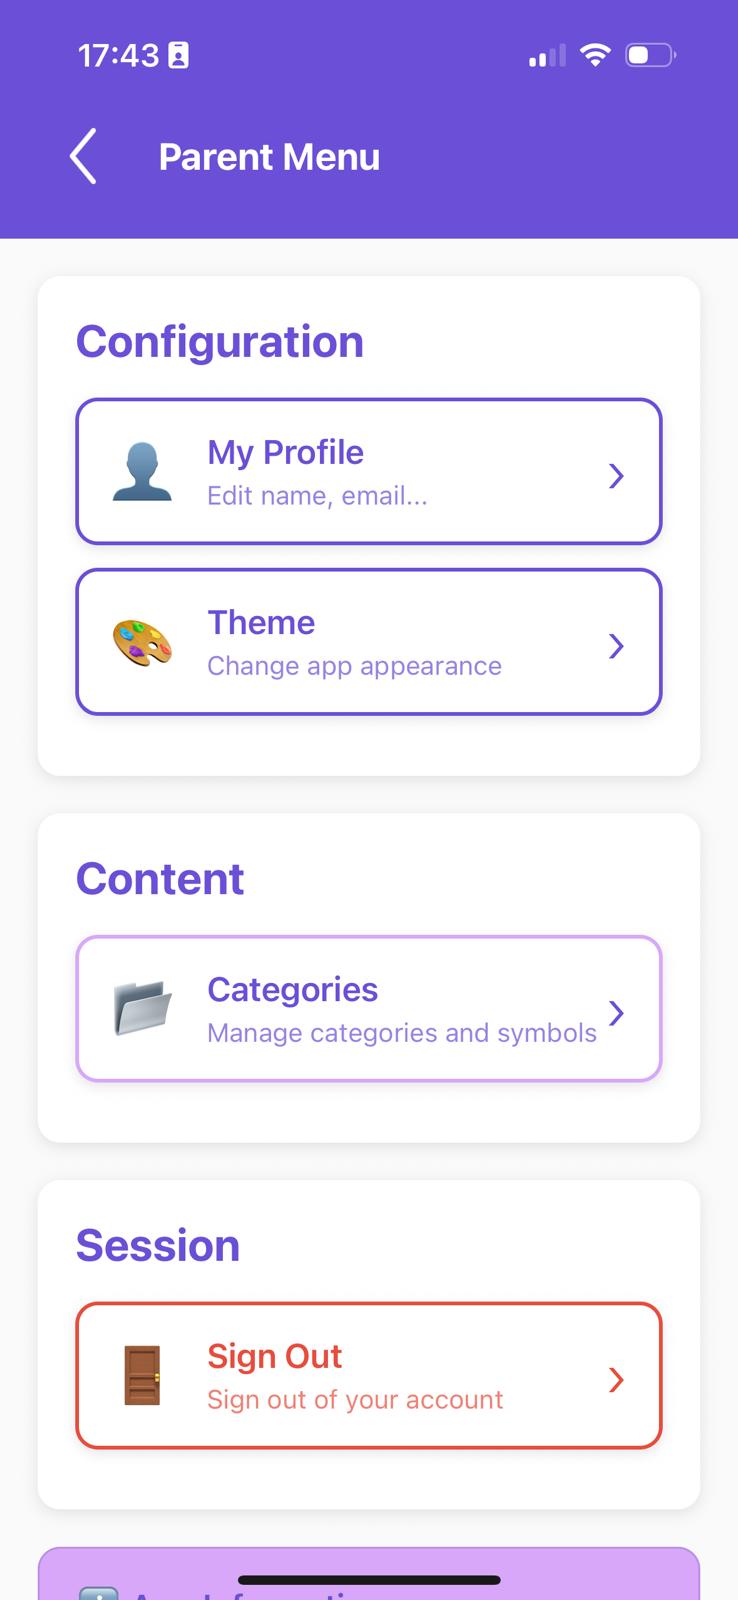 17:43
Parent Menu
Configuration
My Profile
Edit name, email...
Theme
Change app appearance
Content
Categories
Manage categories and symbols
Session
Sign Out
Sign out of your account